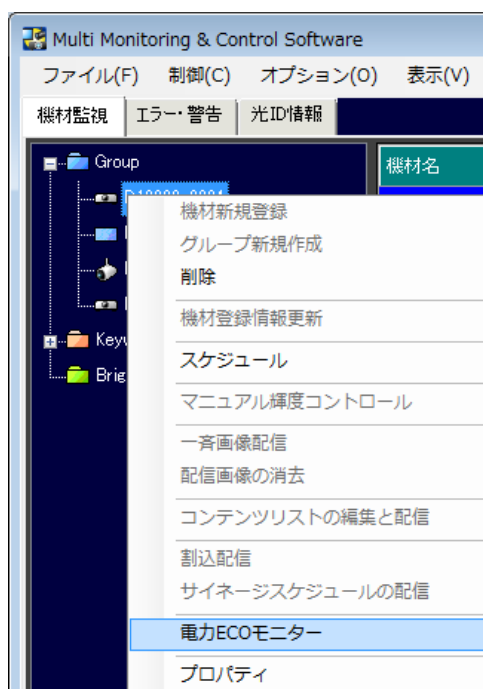 Multi Monitoring & Control Software
ファイル(F) 制御(C) オプション(O) 表示(V)
機材監視 エラー・警告 光ID情報
Group
機材名
機材新規登録
グループ新規作成
削除
機材登録情報更新
スケジュール
マニュアル輝度コントロール
一斉画像配信
配信画像の消去
コンテンツリストの編集と配信
割込配信
サイネージスケジュールの配信
電力ECOモニター
プロパティ